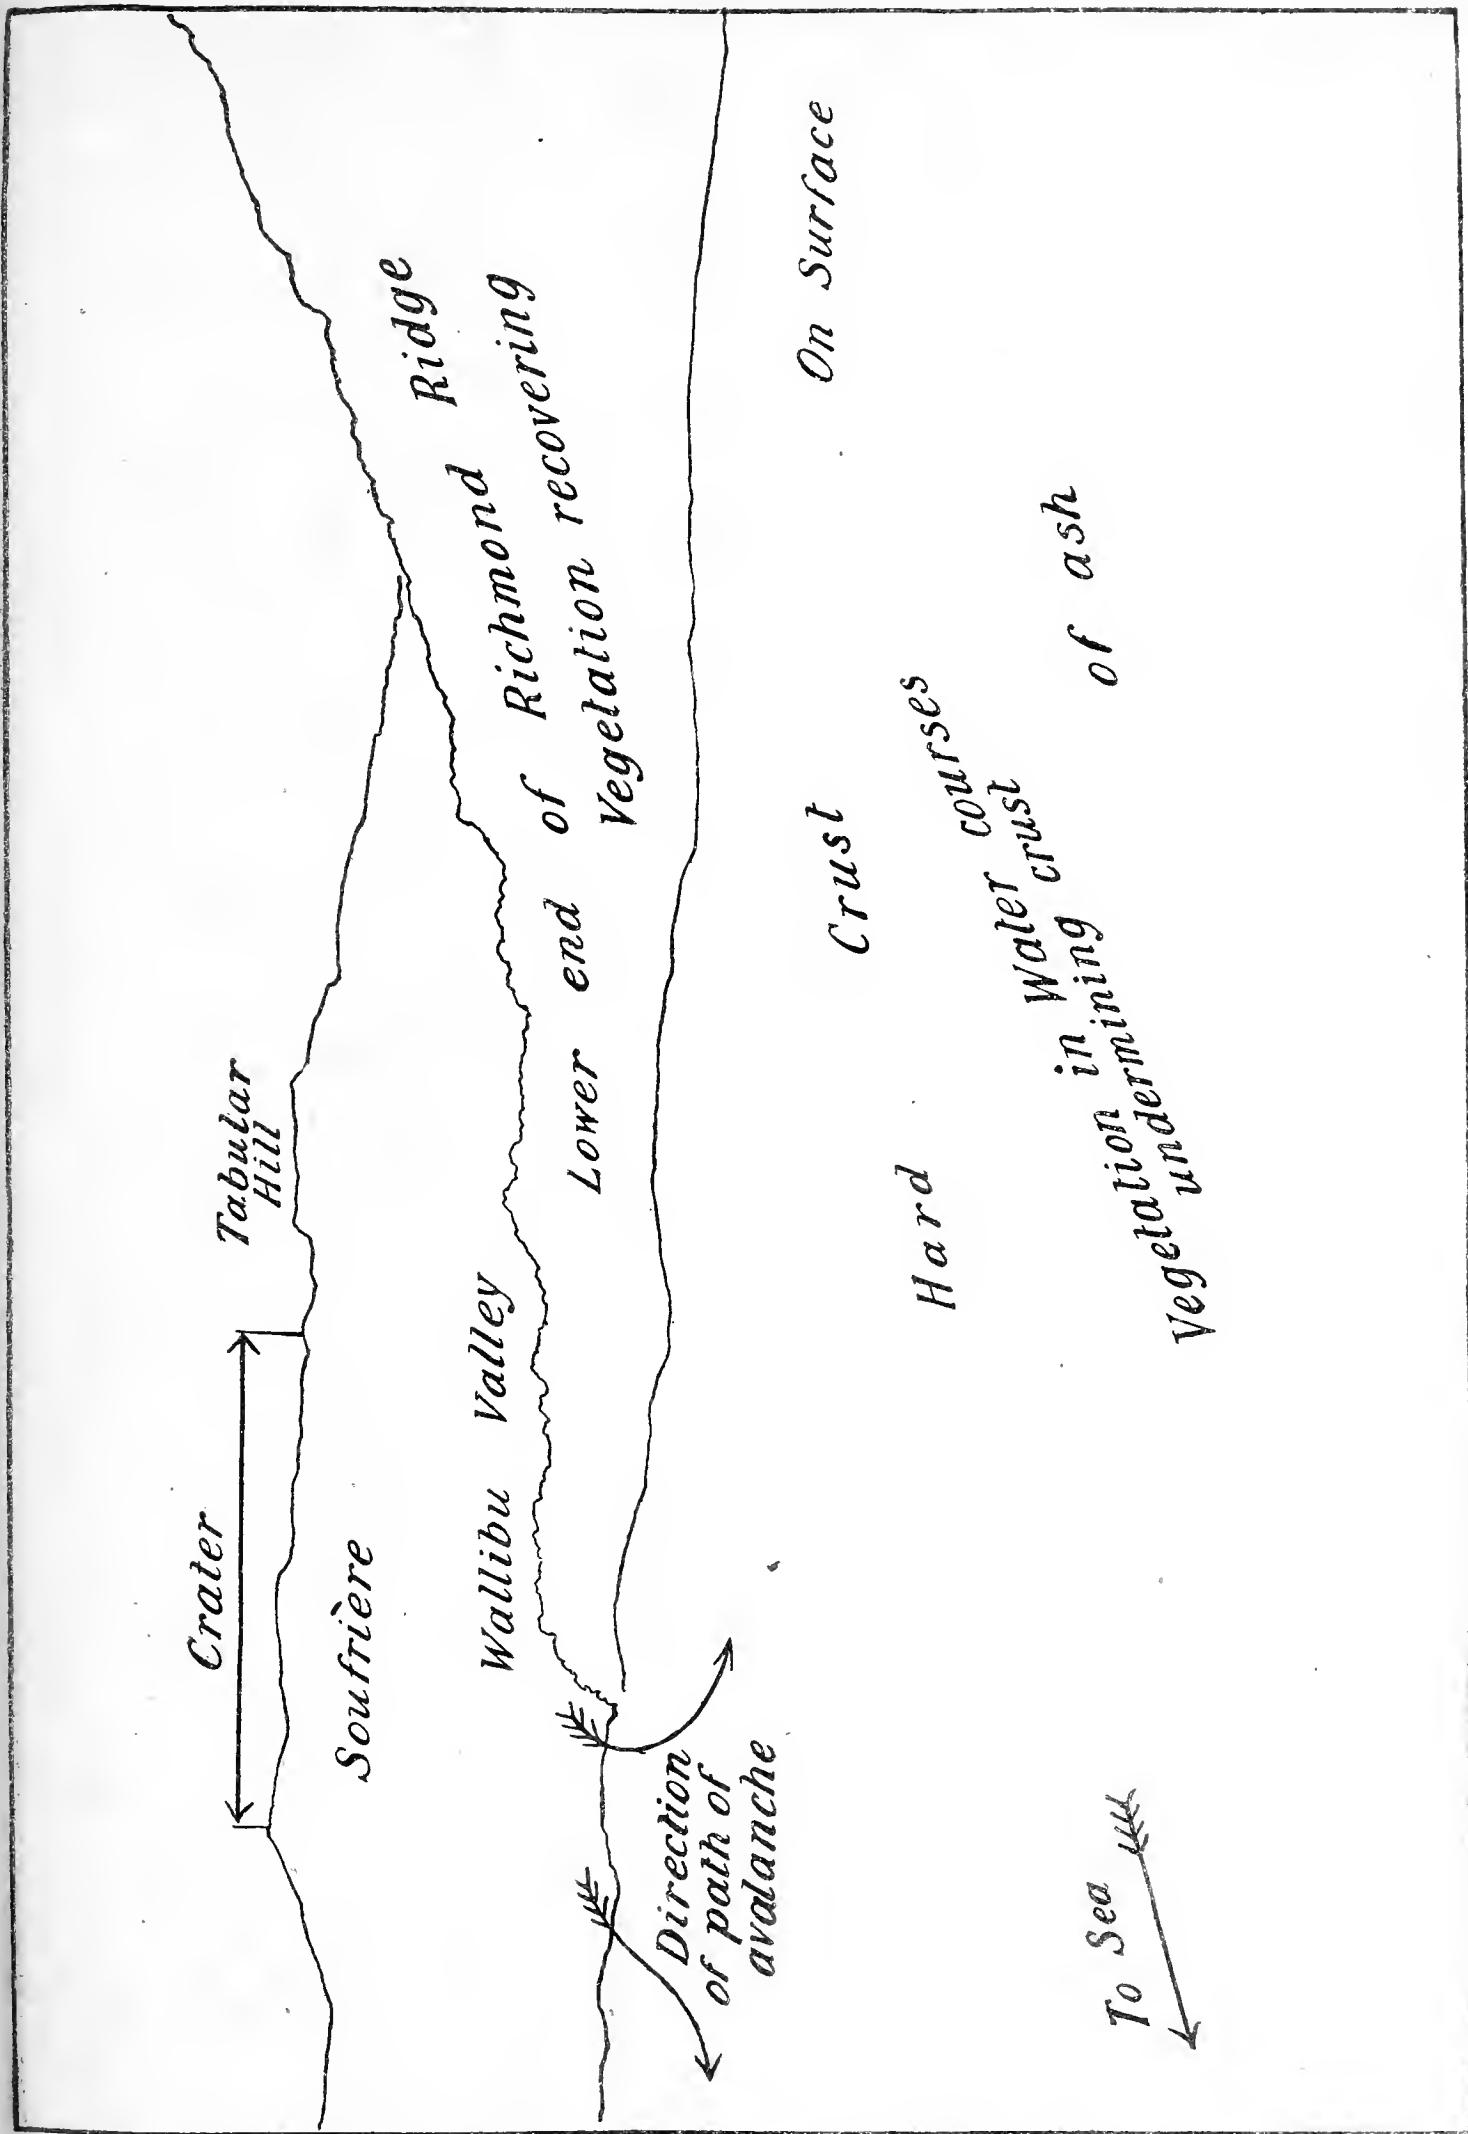 Crater
Tabular
Hill
Soufrière
Wallibu Valley
Lower end of Richmond Ridge
Vegetation recovering
Direction
of path of
avalanche
Hard Crust On Surface
Vegetation in Water courses
undermining crust of ash
To Sea